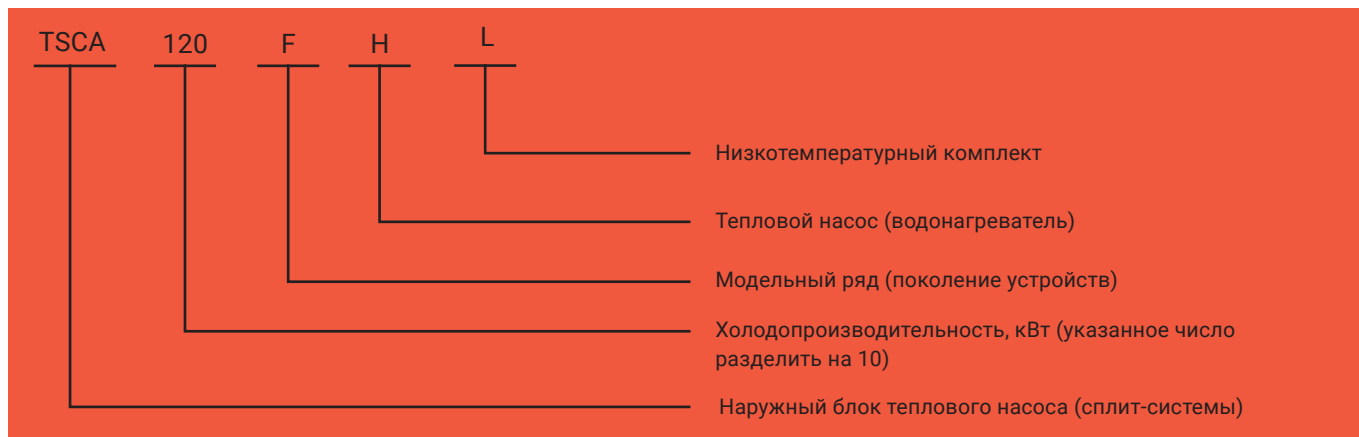 TSCA 120 F H L
Низкотемпературный комплект
Тепловой насос (водонагреватель)
Модельный ряд (поколение устройств)
Холодопроизводительность, кВт (указанное число
разделить на 10)
Наружный блок теплового насоса (сплит-системы)